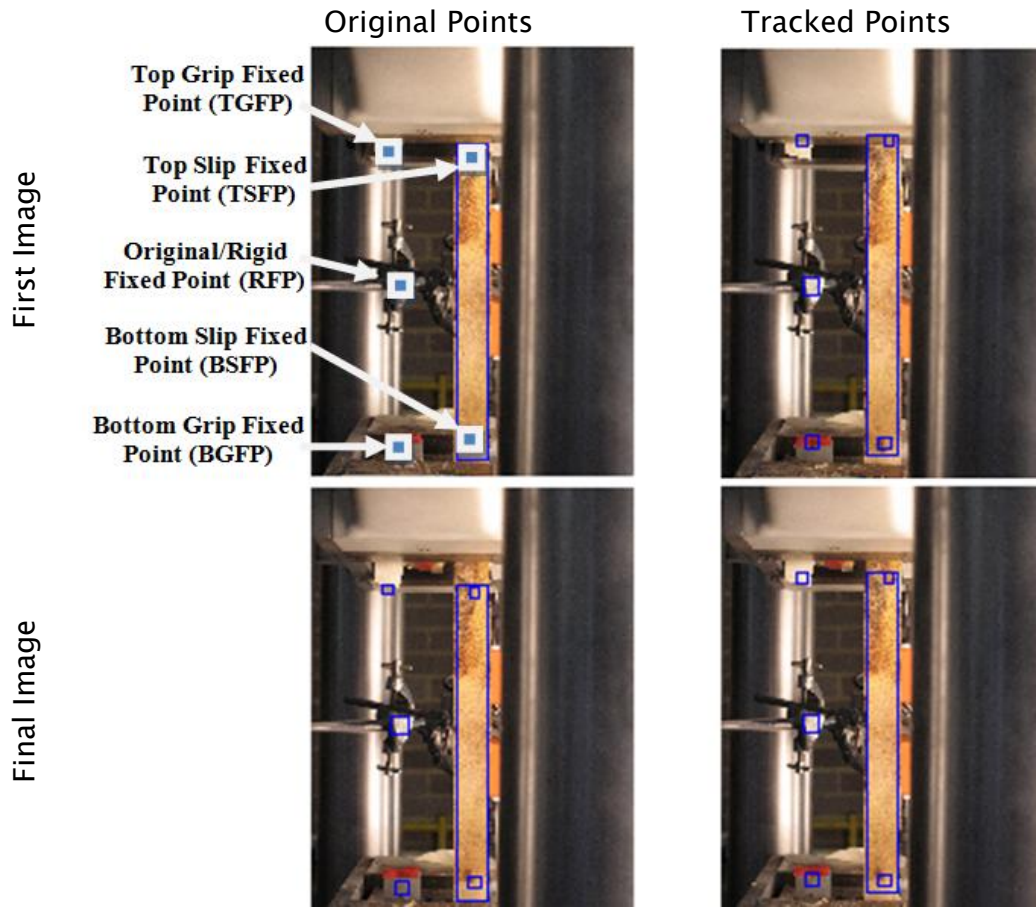 Original Points
Tracked Points
First Image
Top Grip Fixed
Point (TGFP)
Top Slip Fixed
Point (TSFP)
Original/Rigid
Fixed Point (RFP)
Bottom Slip Fixed
Point (BSFP)
Bottom Grip Fixed
Point (BGFP)
Final Image